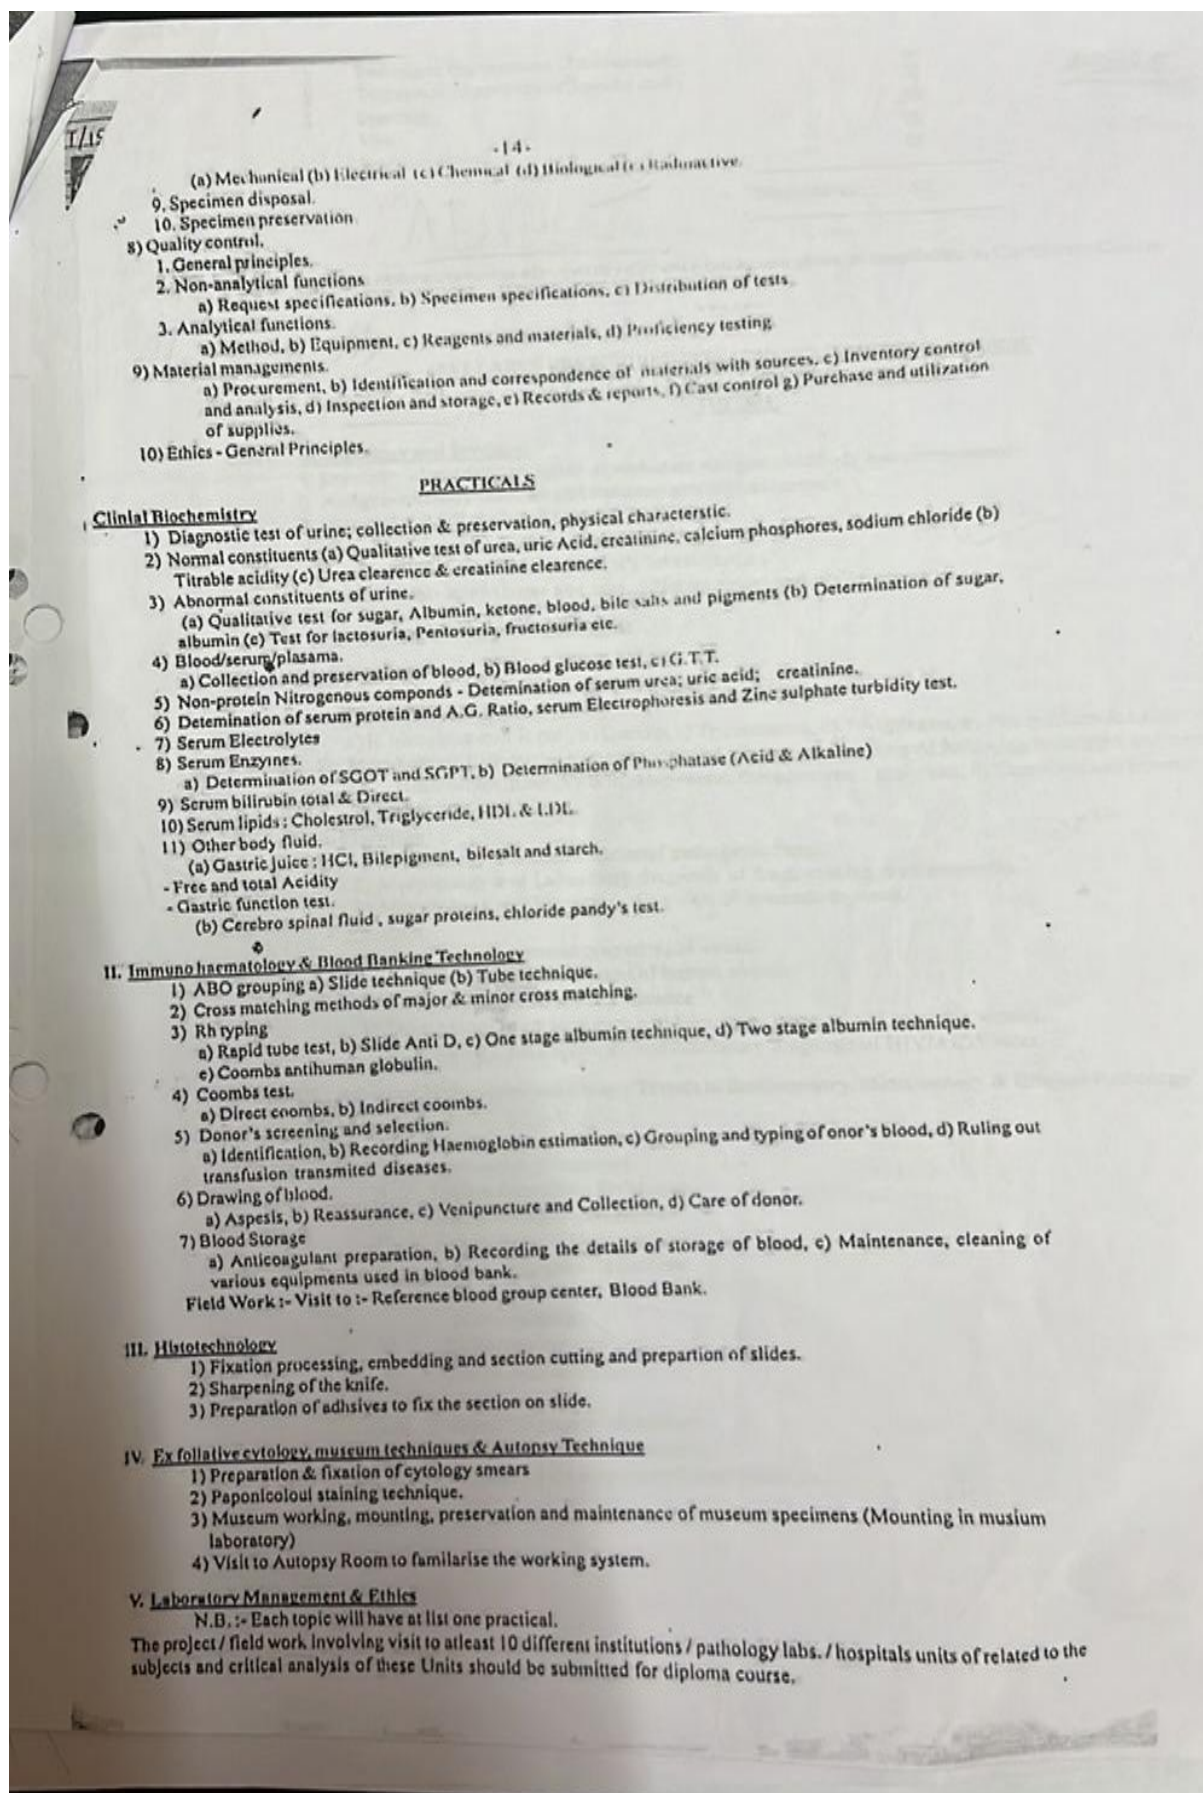 T/15
-14-
(a) Mechanical (b) Electrical (c) Chemical (d) Biological (e) Radioactive.
9. Specimen disposal.
10. Specimen preservation
8) Quality control.
1. General principles.
2. Non-analytical functions
a) Request specifications, b) Specimen specifications, c) Distribution of tests
3. Analytical functions.
a) Method, b) Equipment, c) Reagents and materials, d) Proficiency testing
9) Material managements.
a) Procurement, b) Identification and correspondence of materials with sources, c) Inventory control
and analysis, d) Inspection and storage, e) Records & reports, f) Cast control g) Purchase and utilization
of supplies.
10) Ethics - General Principles.
PRACTICALS
Clinlal Biochemistry
1) Diagnostic test of urine; collection & preservation, physical characterstic.
2) Normal constituents (a) Qualitative test of urea, uric Acid, creatinine, calcium phosphores, sodium chloride (b)
Titrable acidity (c) Urea clearence & creatinine clearence.
3) Abnormal constituents of urine.
(a) Qualitative test for sugar, Albumin, ketone, blood, bile salts and pigments (b) Determination of sugar,
albumin (c) Test for lactosuria, Pentosuria, fructosuria etc.
4) Blood/serum/plasama.
a) Collection and preservation of blood, b) Blood glucose test, c) G.T.T.
5) Non-protein Nitrogenous componds - Detemination of serum urea; uric acid; creatinine.
6) Detemination of serum protein and A.G. Ratio, serum Electrophoresis and Zinc sulphate turbidity test.
7) Serum Electrolytes
8) Serum Enzymes.
a) Determination of SGOT and SGPT, b) Determination of Phosphatase (Acid & Alkaline)
9) Serum bilirubin total & Direct.
10) Serum lipids : Cholestrol, Triglyceride, HDL & LDL.
11) Other body fluid.
(a) Gastric juice : HCl, Bilepigment, bilesalt and starch.
- Free and total Acidity
- Gastric function test.
(b) Cerebro spinal fluid , sugar proteins, chloride pandy's test.
II. Immuno haematology & Blood Banking Technology
1) ABO grouping a) Slide technique (b) Tube technique.
2) Cross matching methods of major & minor cross matching.
3) Rh typing
a) Rapid tube test, b) Slide Anti D, c) One stage albumin technique, d) Two stage albumin technique.
e) Coombs antihuman globulin.
4) Coombs test.
a) Direct coombs, b) Indirect coombs.
5) Donor's screening and selection.
a) Identification, b) Recording Haemoglobin estimation, c) Grouping and typing of onor's blood, d) Ruling out
transfusion transmited diseases.
6) Drawing of blood.
a) Aspesis, b) Reassurance, c) Venipuncture and Collection, d) Care of donor.
7) Blood Storage
a) Anticoagulant preparation, b) Recording the details of storage of blood, c) Maintenance, cleaning of
various equipments used in blood bank.
Field Work :- Visit to :- Reference blood group center, Blood Bank.
III. Histotechnology
1) Fixation processing, embedding and section cutting and prepartion of slides.
2) Sharpening of the knife.
3) Preparation of adhsives to fix the section on slide.
IV. Ex foliative cytology, museum techniques & Autopsy Technique
1) Preparation & fixation of cytology smears
2) Paponicoloul staining technique.
3) Museum working, mounting, preservation and maintenance of museum specimens (Mounting in musium
laboratory)
4) Visit to Autopsy Room to familarise the working system.
V. Laboratory Management & Ethics
N.B. :- Each topic will have at list one practical.
The project / field work involving visit to atleast 10 different institutions / pathology labs. / hospitals units of related to the
subjects and critical analysis of these Units should be submitted for diploma course.